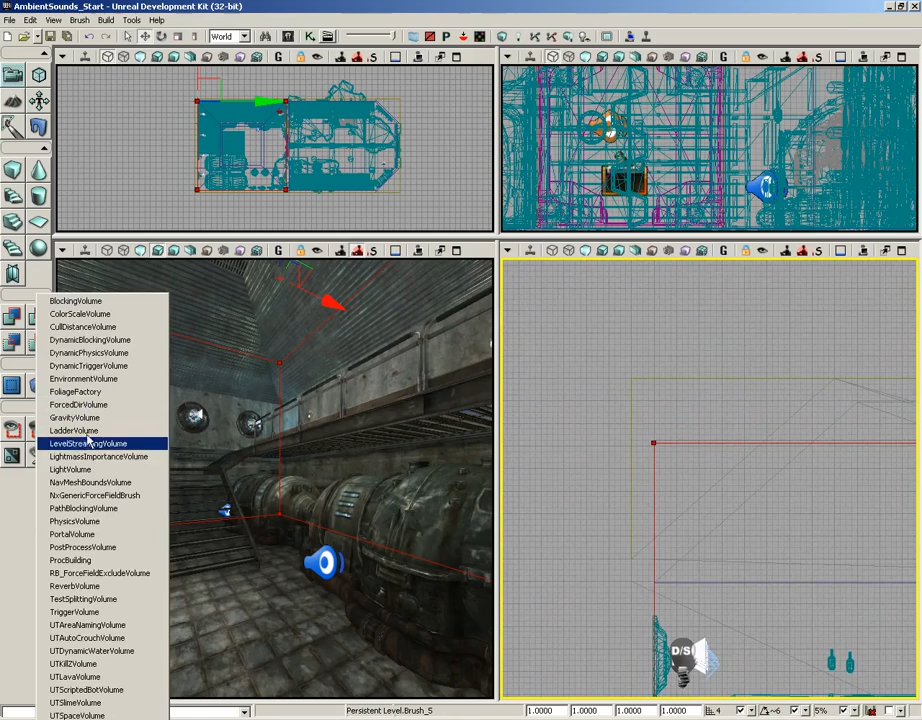 AmbientSounds_Start - Unreal Development Kit (32-bit)
File Edit View Brush Build Tools Help
World
BlockingVolume
ColorScaleVolume
CullDistanceVolume
DynamicBlockingVolume
DynamicPhysicsVolume
DynamicTriggerVolume
EnvironmentVolume
FoliageFactory
ForcedDirVolume
GravityVolume
LadderVolume
LevelStreamingVolume
LightmassImportanceVolume
LightVolume
NavMeshBoundsVolume
NxGenericForceFieldBrush
PathBlockingVolume
PhysicsVolume
PortalVolume
PostProcessVolume
ProcBuilding
RB_ForceFieldExcludeVolume
ReverbVolume
TestSplittingVolume
TriggerVolume
UTAreaNamingVolume
UTAutoCrouchVolume
UTDynamicWaterVolume
UTKillZVolume
UTLavaVolume
UTScriptedBotVolume
UTSlimeVolume
UTSpaceVolume
D/S
Persistent Level.Brush_5 1.0000 1.0000 1.0000 1.0000 4 6 5%